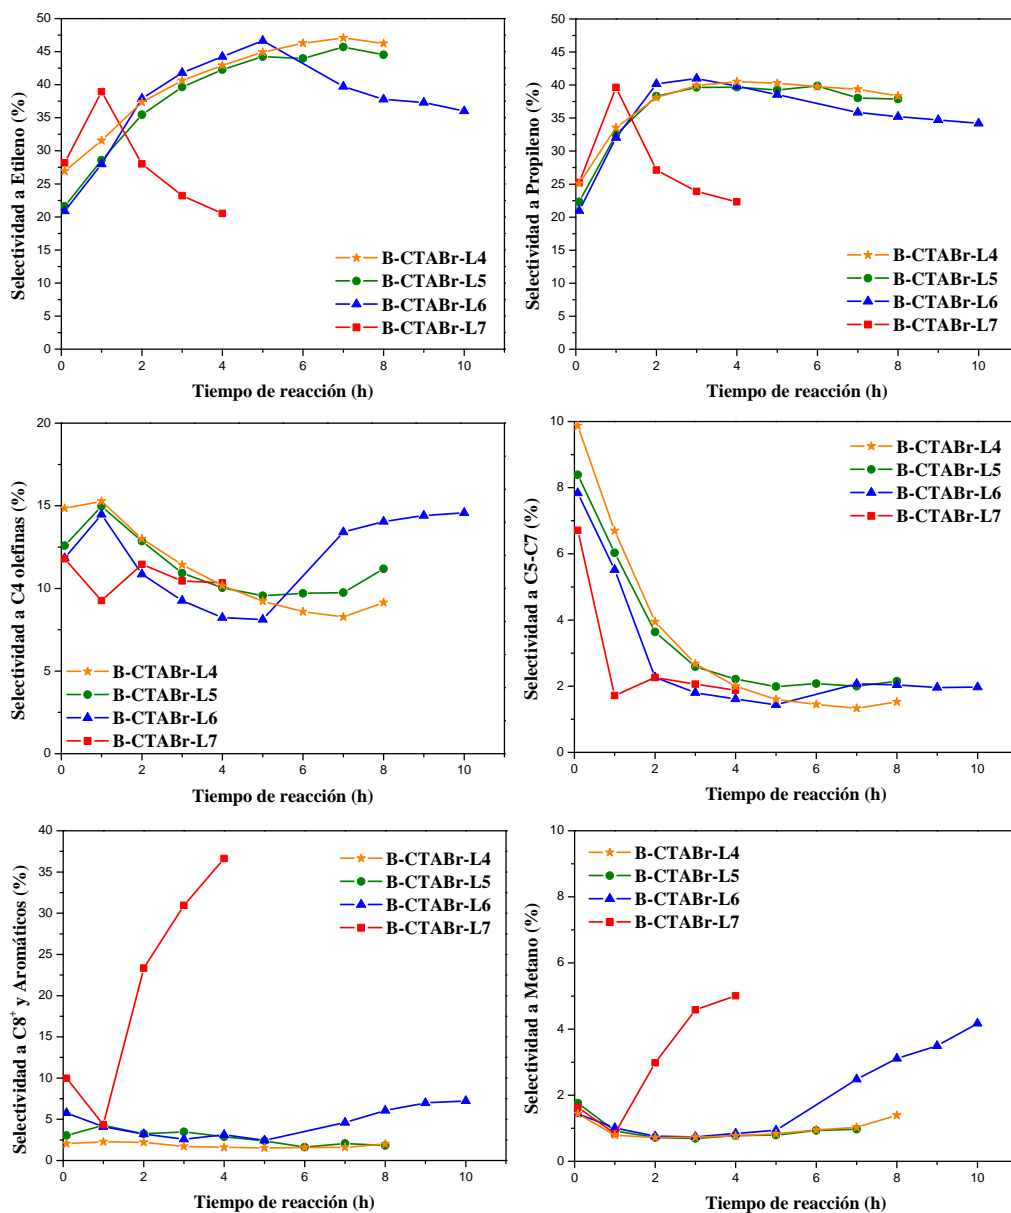 Selectividad a Etileno (%)
50
45
40
35
30
25
20
15
10
5
0
B-CTABr-L4
B-CTABr-L5
B-CTABr-L6
B-CTABr-L7
0 2 4 6 8 10
Tiempo de reacción (h)
Selectividad a Propileno (%)
50
45
40
35
30
25
20
15
10
5
0
B-CTABr-L4
B-CTABr-L5
B-CTABr-L6
B-CTABr-L7
0 2 4 6 8 10
Tiempo de reacción (h)
Selectividad a C4 olefinas (%)
20
15
10
5
0
B-CTABr-L4
B-CTABr-L5
B-CTABr-L6
B-CTABr-L7
0 2 4 6 8 10
Tiempo de reacción (h)
Selectividad a C5-C7 (%)
10
8
6
4
2
0
B-CTABr-L4
B-CTABr-L5
B-CTABr-L6
B-CTABr-L7
0 2 4 6 8 10
Tiempo de reacción (h)
Selectividad a C8⁺ y Aromáticos (%)
40
35
30
25
20
15
10
5
0
B-CTABr-L4
B-CTABr-L5
B-CTABr-L6
B-CTABr-L7
0 2 4 6 8 10
Tiempo de reacción (h)
Selectividad a Metano (%)
10
8
6
4
2
0
B-CTABr-L4
B-CTABr-L5
B-CTABr-L6
B-CTABr-L7
0 2 4 6 8 10
Tiempo de reacción (h)